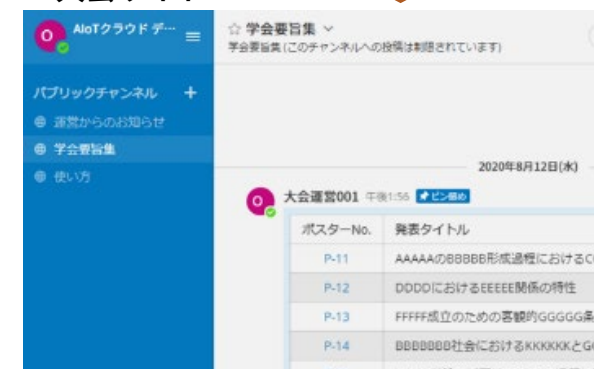 AIoTクラウド デ…
☆ 学会要旨集
学会要旨集(このチャンネルへの投稿は制限されています)
パブリックチャンネル +
運営からのお知らせ
学会要旨集
使い方
2020年8月12日(水)
大会運営001 午後1:56 ピン留め
ポスターNo. 発表タイトル
P-11 AAAAAのBBBBB形成過程におけるC
P-12 DDDDにおけるEEEEE関係の特性
P-13 FFFFF成立のための客観的GGGGG条
P-14 BBBBBBB社会におけるKKKKKKとG